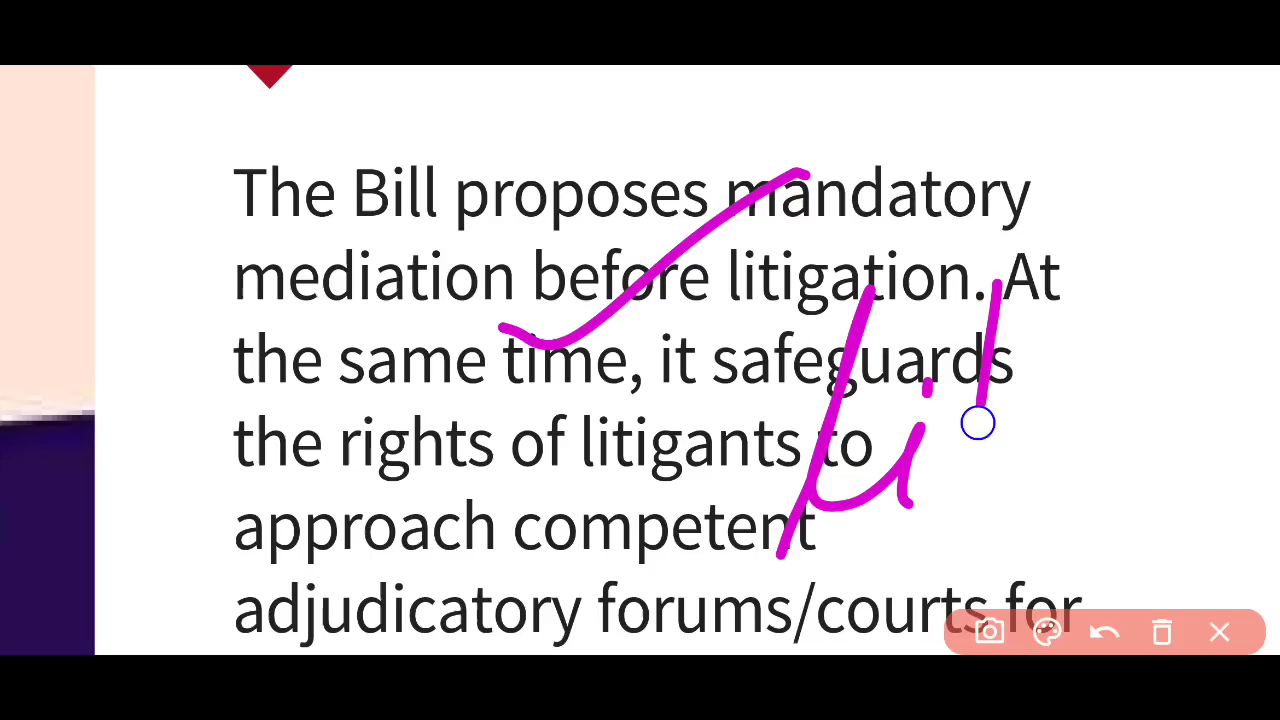 The Bill proposes mandatory
mediation before litigation. At
the same time, it safeguards
the rights of litigants to
approach competent
adjudicatory forums/courts for
Li